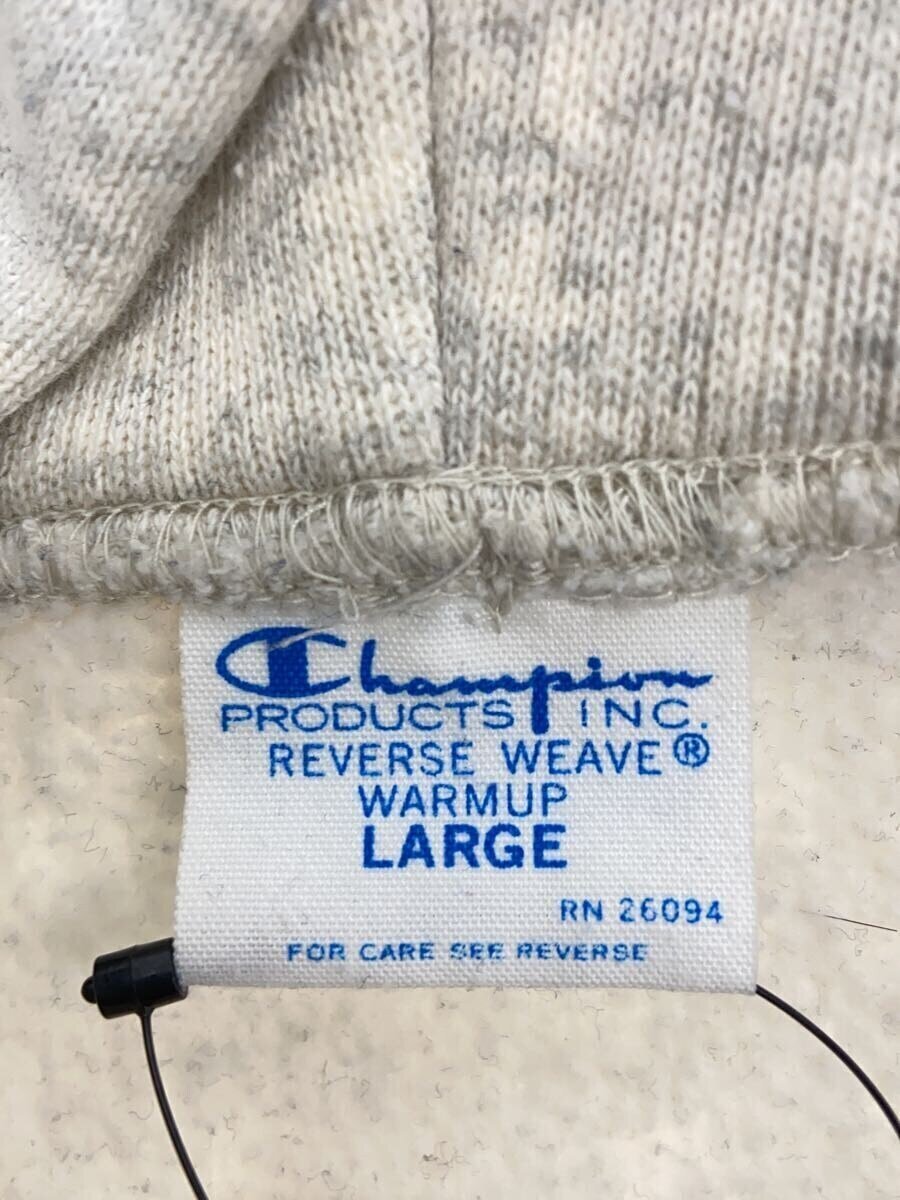 Champion
PRODUCTS INC.
REVERSE WEAVE®
WARMUP
LARGE
RN 26094
FOR CARE SEE REVERSE